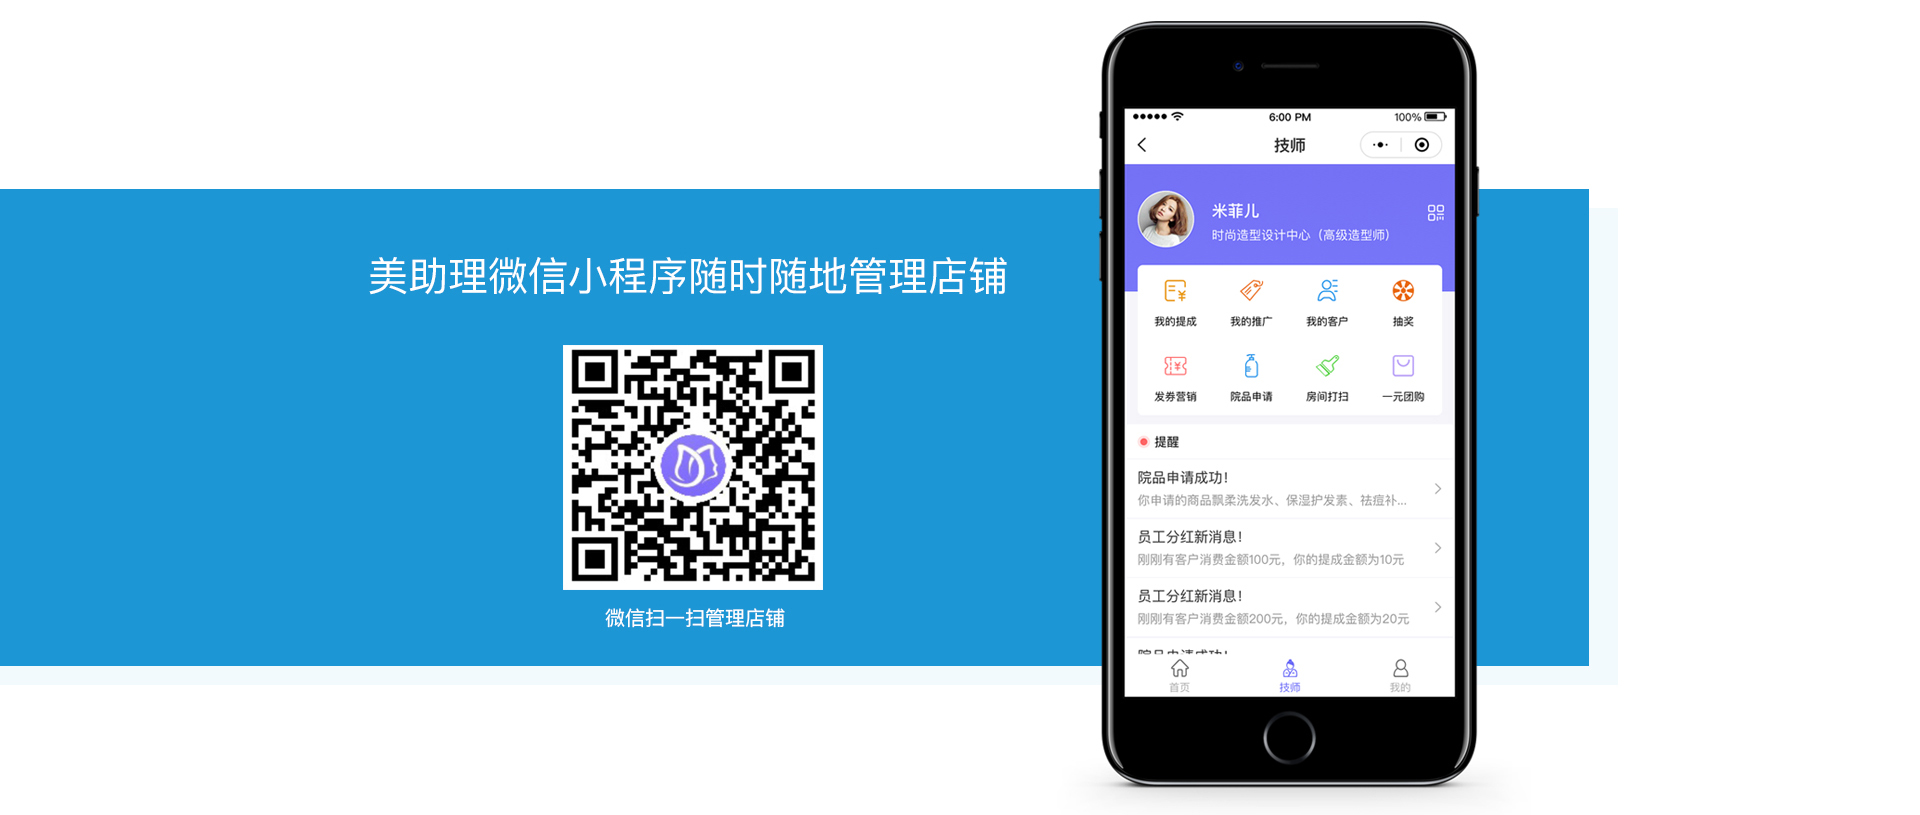 美助理微信小程序随时随地管理店铺
微信扫一扫管理店铺
6:00 PM
100%
技师
米菲儿
时尚造型设计中心（高级造型师）
我的提成 我的推广 我的客户 抽奖
发券营销 院品申请 房间打扫 一元团购
提醒
院品申请成功！
你申请的商品飘柔洗发水、保湿护发素、祛痘补...
员工分红新消息！
刚刚有客户消费金额100元，你的提成金额为10元
员工分红新消息！
刚刚有客户消费金额200元，你的提成金额为20元
院品申请成功！
首页 技师 我的